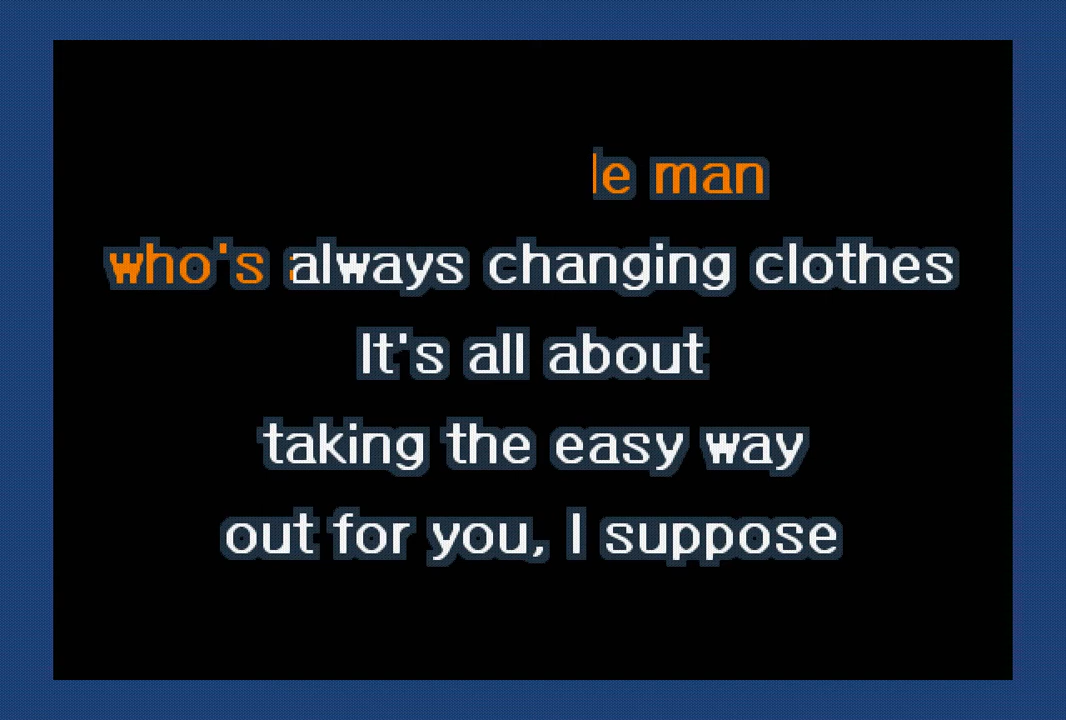 le man
who's always changing clothes
It's all about
taking the easy way
out for you, I suppose